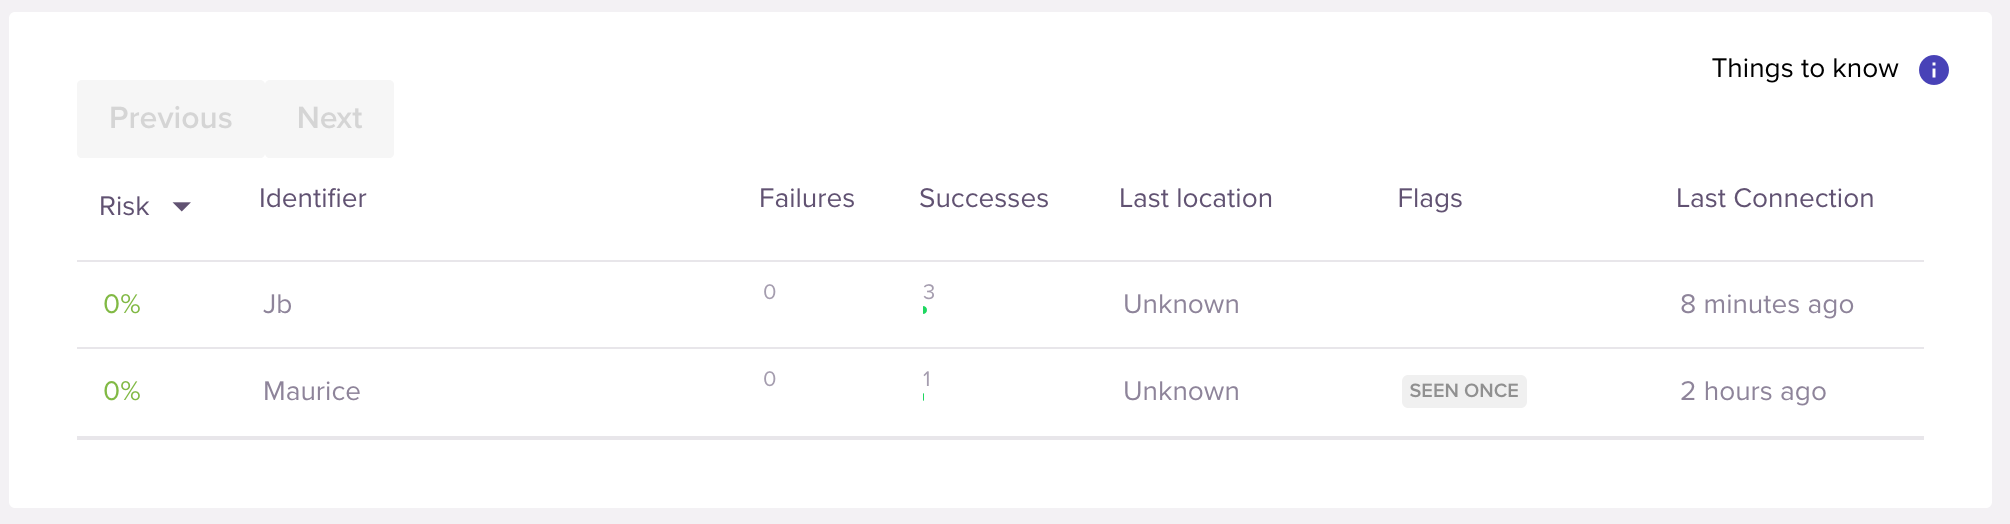 Things to know
Previous Next
Risk Identifier Failures Successes Last location Flags Last Connection
0% Jb 0 3 Unknown 8 minutes ago
0% Maurice 0 1 Unknown SEEN ONCE 2 hours ago